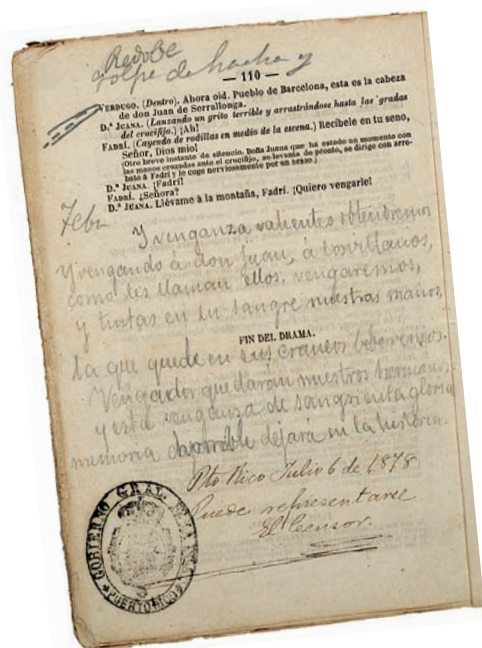 Redoble
golpe de hacha y
— 110 —
VERDUGO. (Dentro). Ahora oid. Pueblo de Barcelona, esta es la cabeza
de don Juan de Serrallonga.
D.ª JUANA. (Lanzando un grito terrible y arrastrándose hasta las gradas
del crucifijo.) ¡Ah!
FADRÍ. (Cayendo de rodillas en medio de la escena.) Recíbele en tu seno,
Señor, Dios mio!
(Otro breve instante de silencio. Doña Juana que ha estado un momento con
las manos cruzadas ante el crucifijo, se levanta de pronto, se dirige con arre-
bato á Fadrí y le coge nerviosamente por un brazo.)
D.ª JUANA. ¡Fadrí!
FADRÍ. ¿Señora?
D.ª JUANA. Llévame à la montaña, Fadrí. ¡Quiero vengarle!
Y venganza valientes obtendremos
Y vengando á don Juan, á
como les llaman ellos, vengaremos,
y tintas en su sangre nuestras manos,
FIN DEL DRAMA.
la que quede en sus craneos beberemos.
Vengados quedarán nuestros hermanos
y esta venganza de sangrienta gloria
memoria dejará en la historia.
Pto Rico Julio 6 de 1878
Puede representarse
El Censor.
GOBIERNO GRAL.
PUERTO RICO